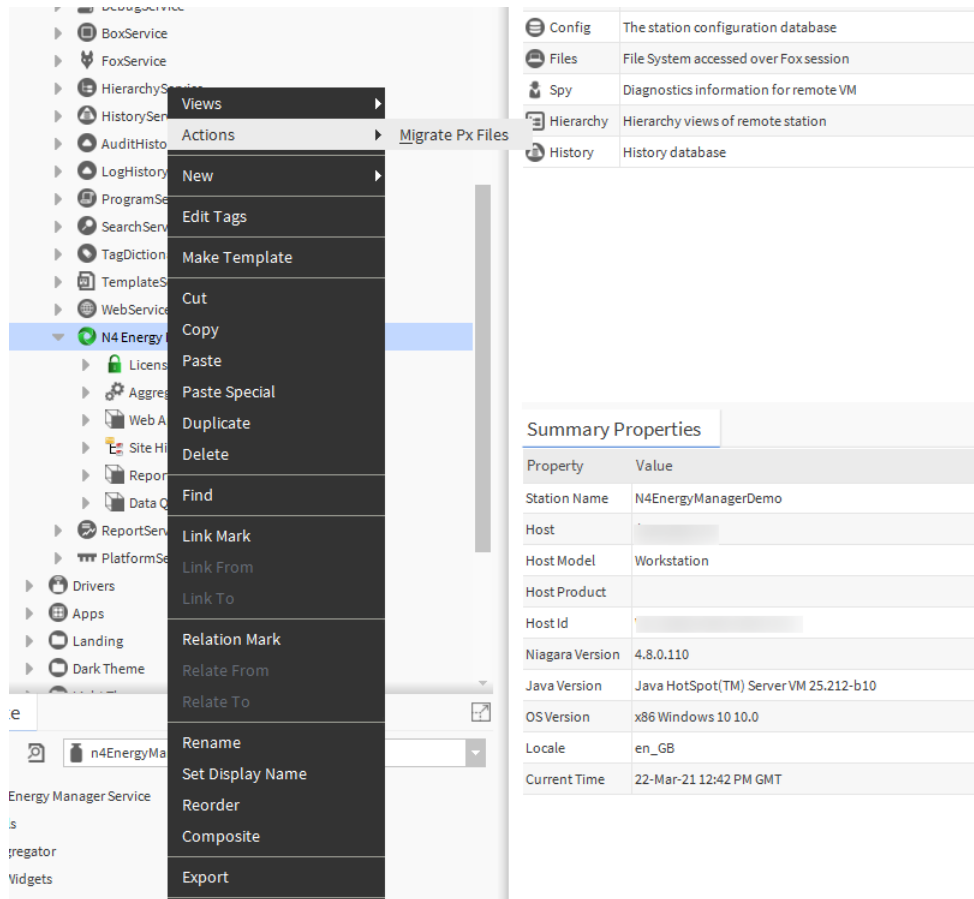 DebugService
BoxService
FoxService
HierarchyService
HistorySer
AuditHisto
LogHistory
ProgramSe
SearchServ
TagDiction
TemplateS
WebService
N4 Energy
Licens
Aggreg
Web A
Site Hi
Repor
Data Q
ReportServ
PlatformSe
Drivers
Apps
Landing
Dark Theme
te
n4EnergyMa
Energy Manager Service
s
gregator
Widgets
Views
Actions
Migrate Px Files
New
Edit Tags
Make Template
Cut
Copy
Paste
Paste Special
Duplicate
Delete
Find
Link Mark
Link From
Link To
Relation Mark
Relate From
Relate To
Rename
Set Display Name
Reorder
Composite
Export
Config The station configuration database
Files File System accessed over Fox session
Spy Diagnostics information for remote VM
Hierarchy Hierarchy views of remote station
History History database
Summary Properties
Property Value
Station Name N4EnergyManagerDemo
Host
Host Model Workstation
Host Product
Host Id
Niagara Version 4.8.0.110
Java Version Java HotSpot(TM) Server VM 25.212-b10
OS Version x86 Windows 10 10.0
Locale en_GB
Current Time 22-Mar-21 12:42 PM GMT